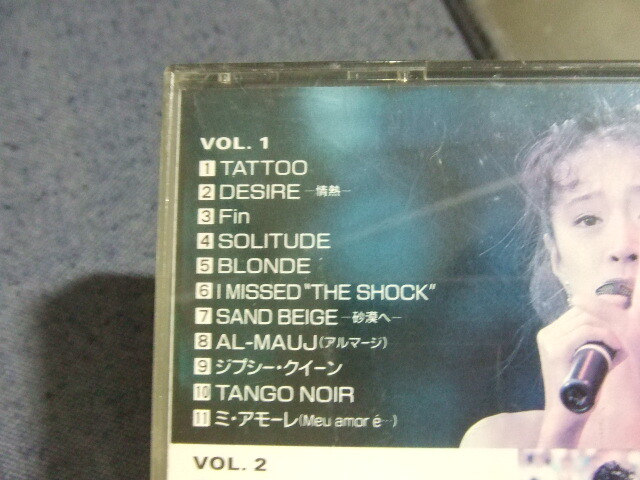 VOL. 1
1 TATTOO
2 DESIRE —情熱—
3 Fin
4 SOLITUDE
5 BLONDE
6 I MISSED "THE SHOCK"
7 SAND BEIGE —砂漠へ—
8 AL-MAUJ(アルマージ)
9 ジプシー・クイーン
10 TANGO NOIR
11 ミ・アモーレ(Meu amor é…)
VOL. 2